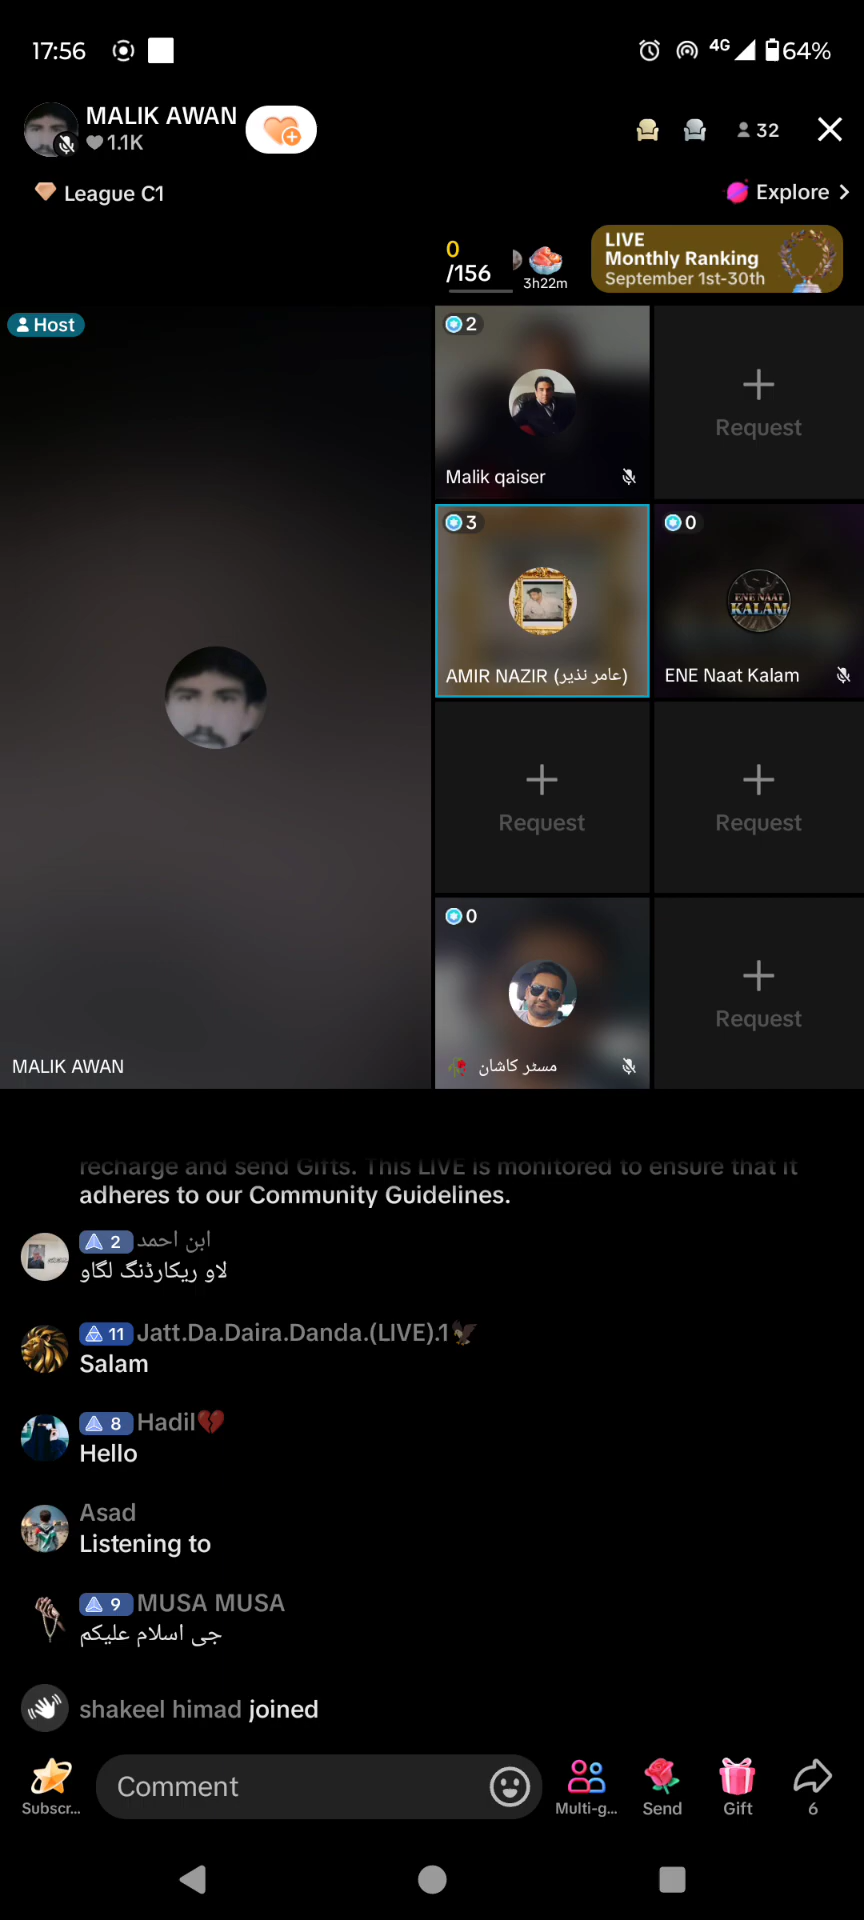 17:56
4G
64%
MALIK AWAN
1.1K
32
League C1
Explore
0
/156
3h22m
LIVE
Monthly Ranking
September 1st-30th
Host
2
Malik qaiser
Request
3
AMIR NAZIR (عامر نذیر)
0
ENE NAAT
KALAM
ENE Naat Kalam
Request
Request
0
مسٹر کاشان
Request
MALIK AWAN
recharge and send Gifts. This LIVE is monitored to ensure that it
adheres to our Community Guidelines.
2 ابن احمد
لاو ریکارڈنگ لگاو
11 Jatt.Da.Daira.Danda.(LIVE).1
Salam
8 Hadil
Hello
Asad
Listening to
9 MUSA MUSA
جی اسلام علیکم
shakeel himad joined
Subscr...
Comment
Multi-g...
Send
Gift
6